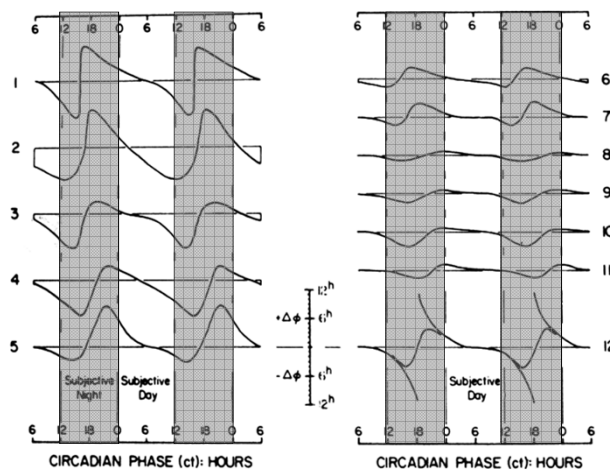 6 12 18 0 6 12 18 0 6
6 12 18 0 6 12 18 0 6
1
2
3
4
5
6
7
8
9
10
11
12
12h
+Δφ 6h
-Δφ 6h
12h
Subjective
Night
Subjective
Day
Subjective
Day
6 12 18 0 6 12 18 0 6
6 12 18 0 6 12 18 0 6
CIRCADIAN PHASE (ct): HOURS
CIRCADIAN PHASE (ct): HOURS